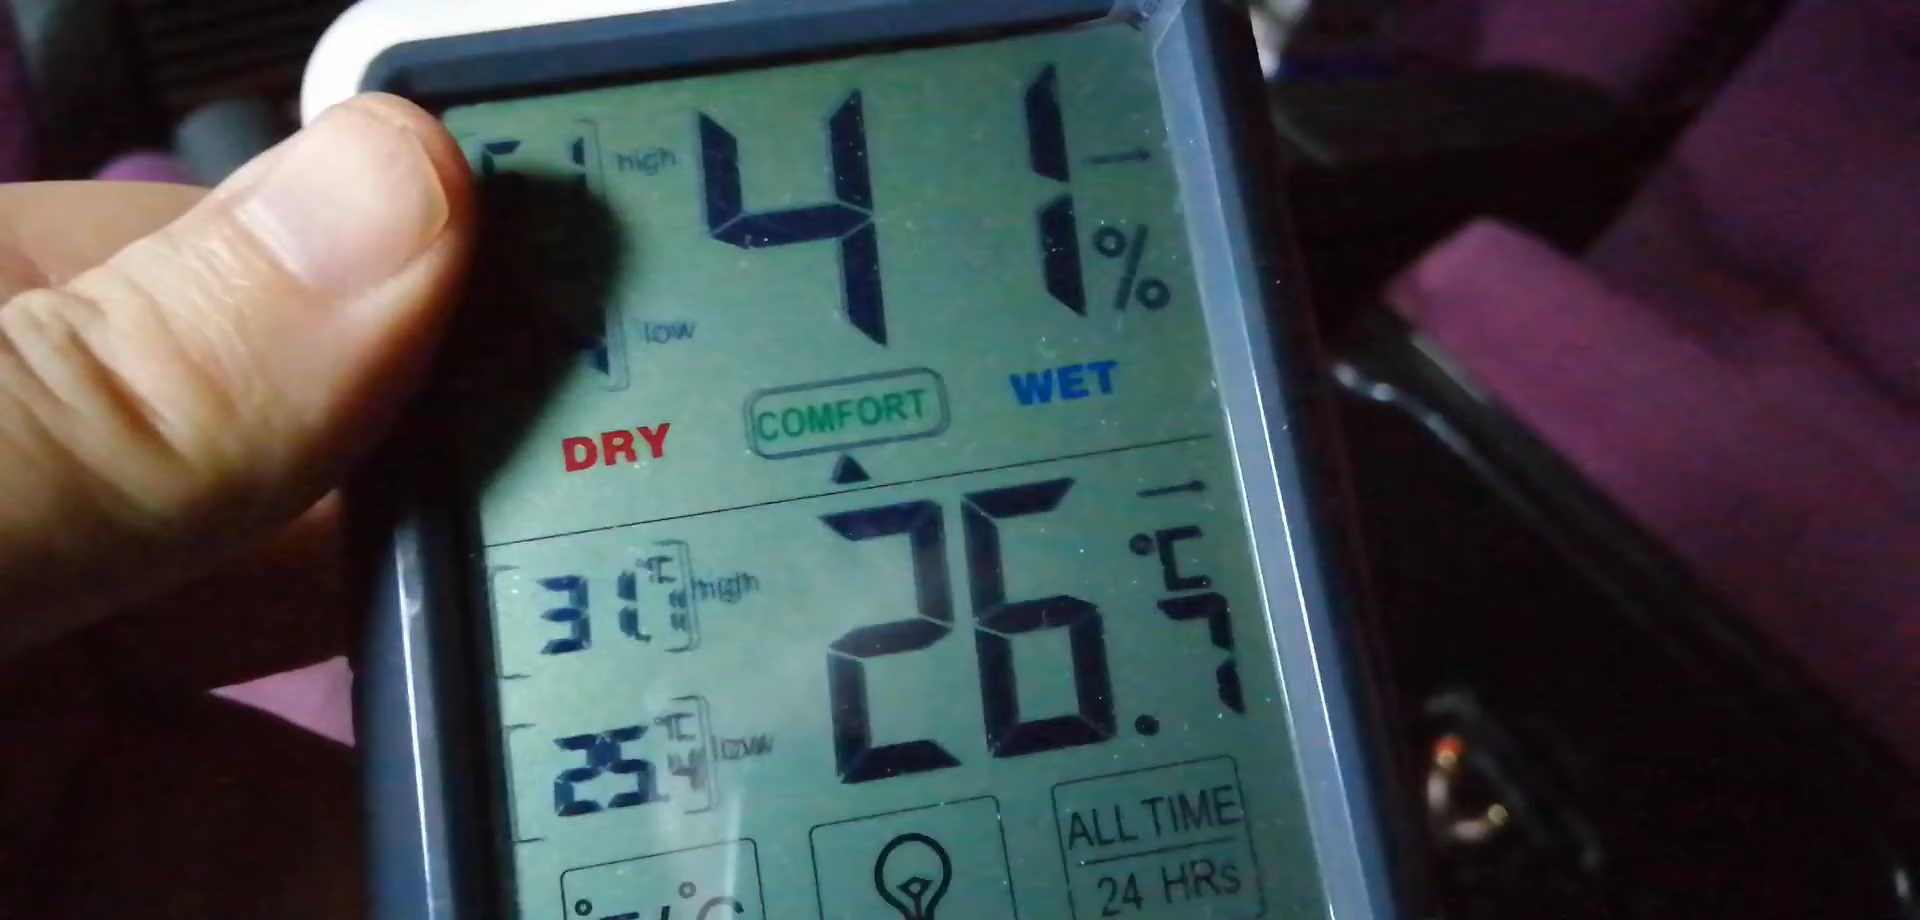 high
41
%
low
DRY COMFORT WET
26.7
°C
31
°C
high
25.4
°C
low
ALL TIME
24 HRs